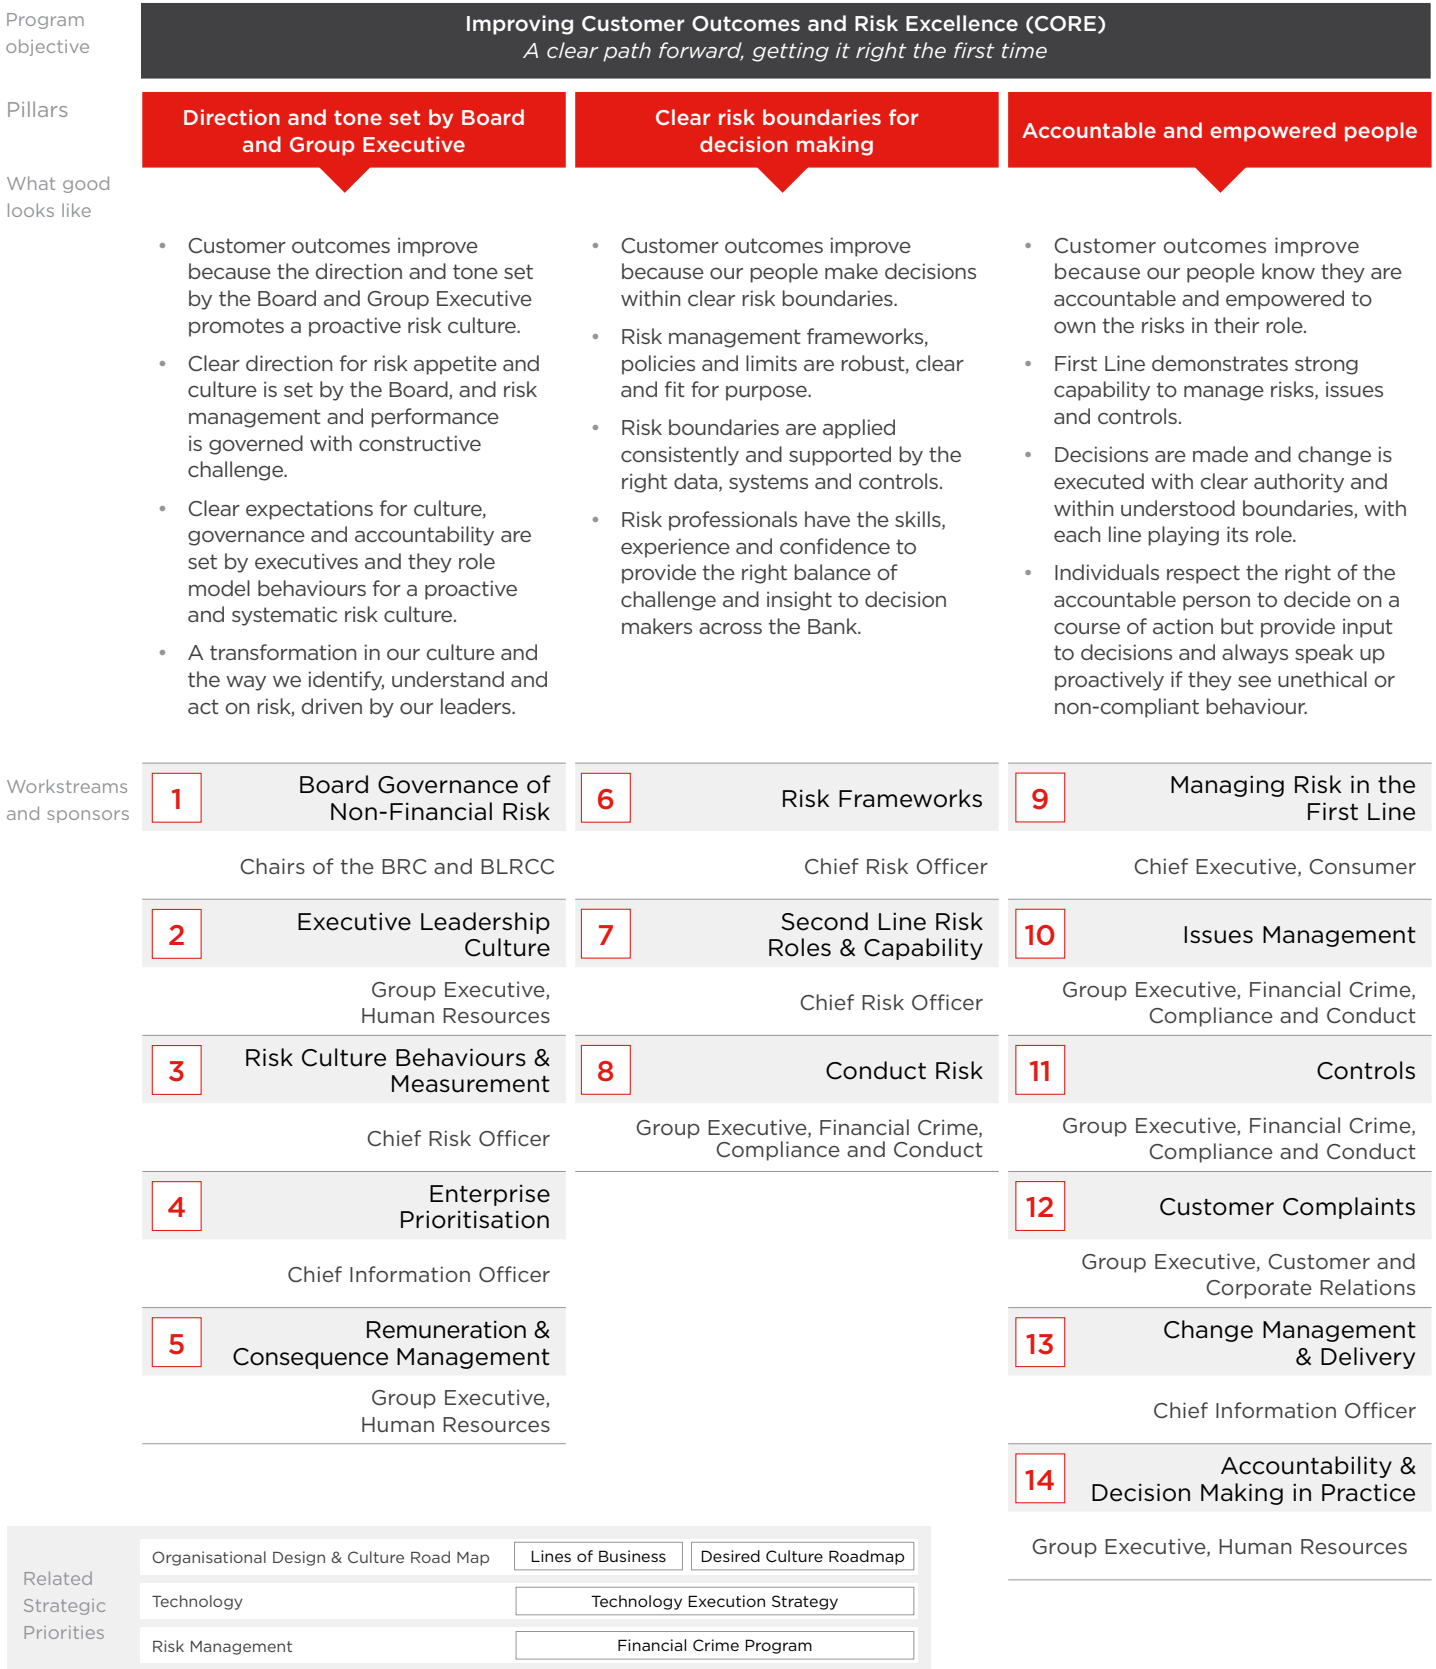 Program
objective
Improving Customer Outcomes and Risk Excellence (CORE)
A clear path forward, getting it right the first time
Pillars
Direction and tone set by Board
and Group Executive
Clear risk boundaries for
decision making
Accountable and empowered people
What good
looks like
• Customer outcomes improve
because the direction and tone set
by the Board and Group Executive
promotes a proactive risk culture.
• Clear direction for risk appetite and
culture is set by the Board, and risk
management and performance
is governed with constructive
challenge.
• Clear expectations for culture,
governance and accountability are
set by executives and they role
model behaviours for a proactive
and systematic risk culture.
• A transformation in our culture and
the way we identify, understand and
act on risk, driven by our leaders.
• Customer outcomes improve
because our people make decisions
within clear risk boundaries.
• Risk management frameworks,
policies and limits are robust, clear
and fit for purpose.
• Risk boundaries are applied
consistently and supported by the
right data, systems and controls.
• Risk professionals have the skills,
experience and confidence to
provide the right balance of
challenge and insight to decision
makers across the Bank.
• Customer outcomes improve
because our people know they are
accountable and empowered to
own the risks in their role.
• First Line demonstrates strong
capability to manage risks, issues
and controls.
• Decisions are made and change is
executed with clear authority and
within understood boundaries, with
each line playing its role.
• Individuals respect the right of the
accountable person to decide on a
course of action but provide input
to decisions and always speak up
proactively if they see unethical or
non-compliant behaviour.
Workstreams
and sponsors
1
Board Governance of
Non-Financial Risk
Chairs of the BRC and BLRCC
2
Executive Leadership
Culture
Group Executive,
Human Resources
3
Risk Culture Behaviours &
Measurement
Chief Risk Officer
4
Enterprise
Prioritisation
Chief Information Officer
5
Remuneration &
Consequence Management
Group Executive,
Human Resources
6
Risk Frameworks
Chief Risk Officer
7
Second Line Risk
Roles & Capability
Chief Risk Officer
8
Conduct Risk
Group Executive, Financial Crime,
Compliance and Conduct
9
Managing Risk in the
First Line
Chief Executive, Consumer
10
Issues Management
Group Executive, Financial Crime,
Compliance and Conduct
11
Controls
Group Executive, Financial Crime,
Compliance and Conduct
12
Customer Complaints
Group Executive, Customer and
Corporate Relations
13
Change Management
& Delivery
Chief Information Officer
14
Accountability &
Decision Making in Practice
Group Executive, Human Resources
Related
Strategic
Priorities
Organisational Design & Culture Road Map
Lines of Business
Desired Culture Roadmap
Technology
Technology Execution Strategy
Risk Management
Financial Crime Program